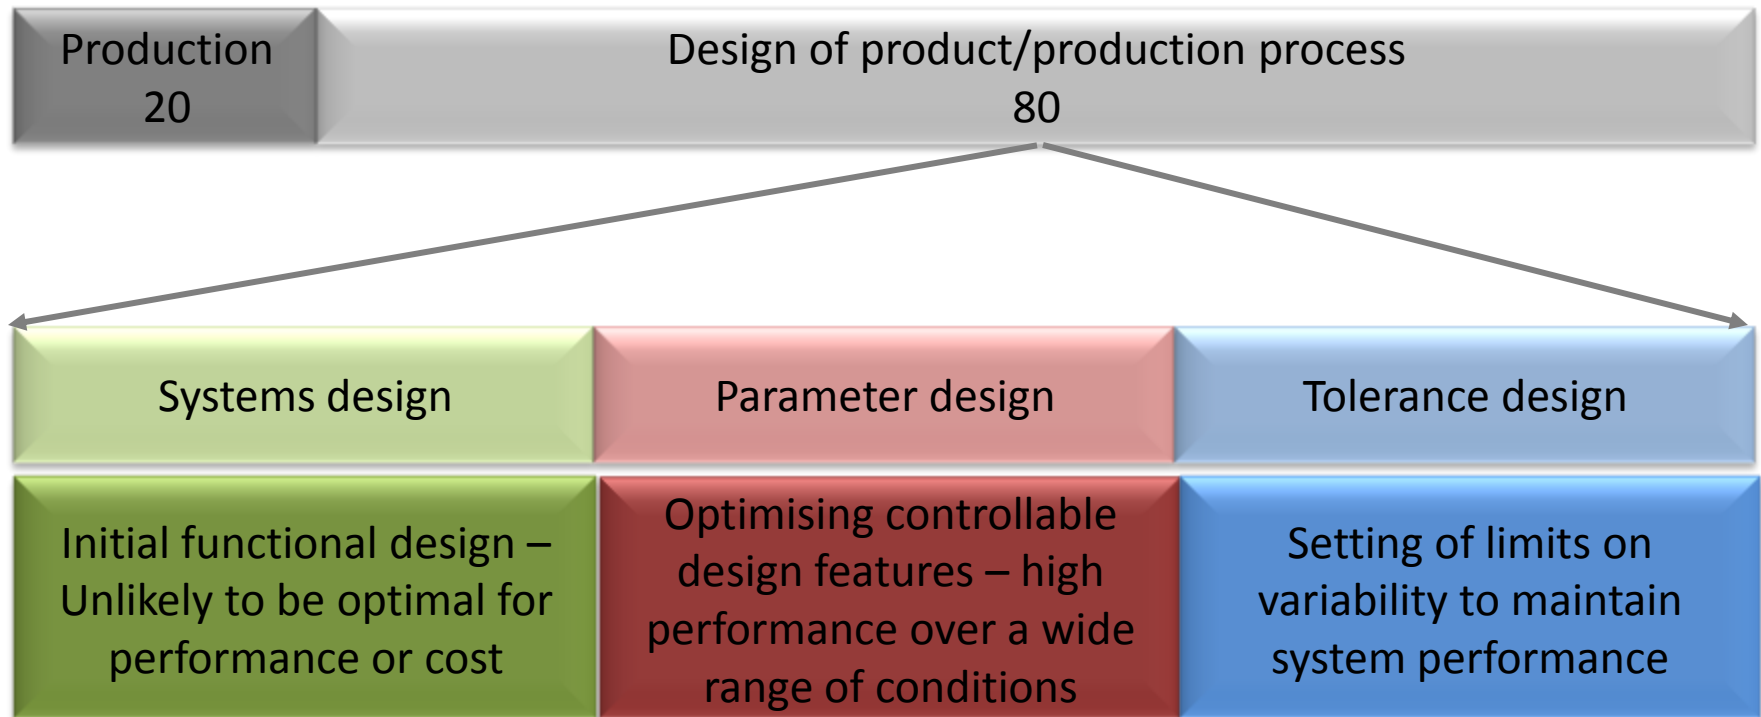 Production
20
Design of product/production process
80
Systems design
Parameter design
Tolerance design
Initial functional design –
Unlikely to be optimal for
performance or cost
Optimising controllable
design features – high
performance over a wide
range of conditions
Setting of limits on
variability to maintain
system performance